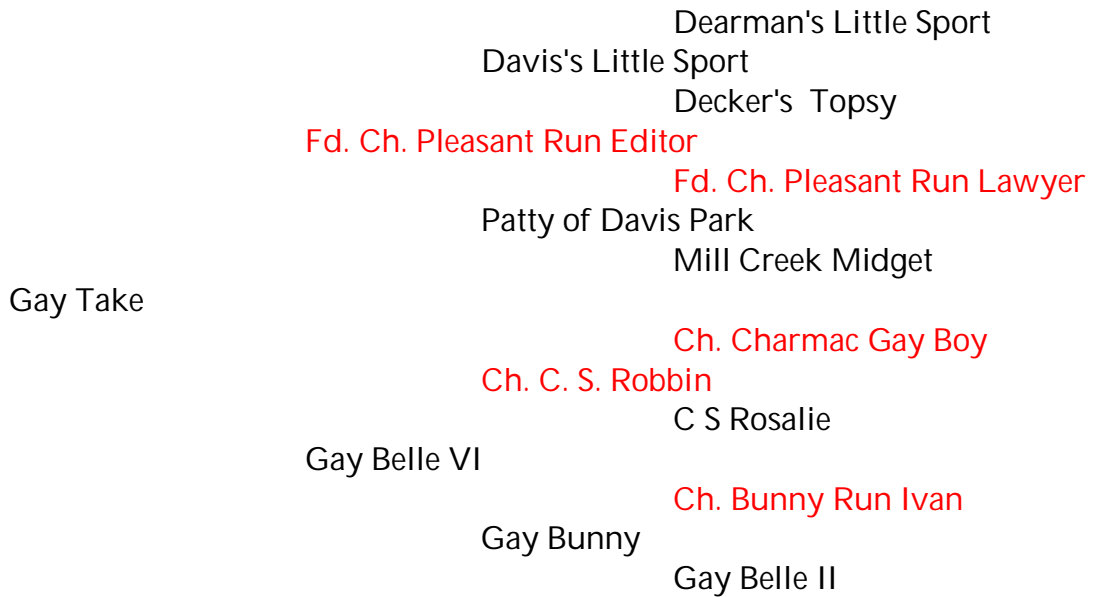 Dearman's Little Sport
Davis's Little Sport
Decker's  Topsy
Fd. Ch. Pleasant Run Editor
Fd. Ch. Pleasant Run Lawyer
Patty of Davis Park
Mill Creek Midget
Gay Take
Ch. Charmac Gay Boy
Ch. C. S. Robbin
C S Rosalie
Gay Belle VI
Ch. Bunny Run Ivan
Gay Bunny
Gay Belle II